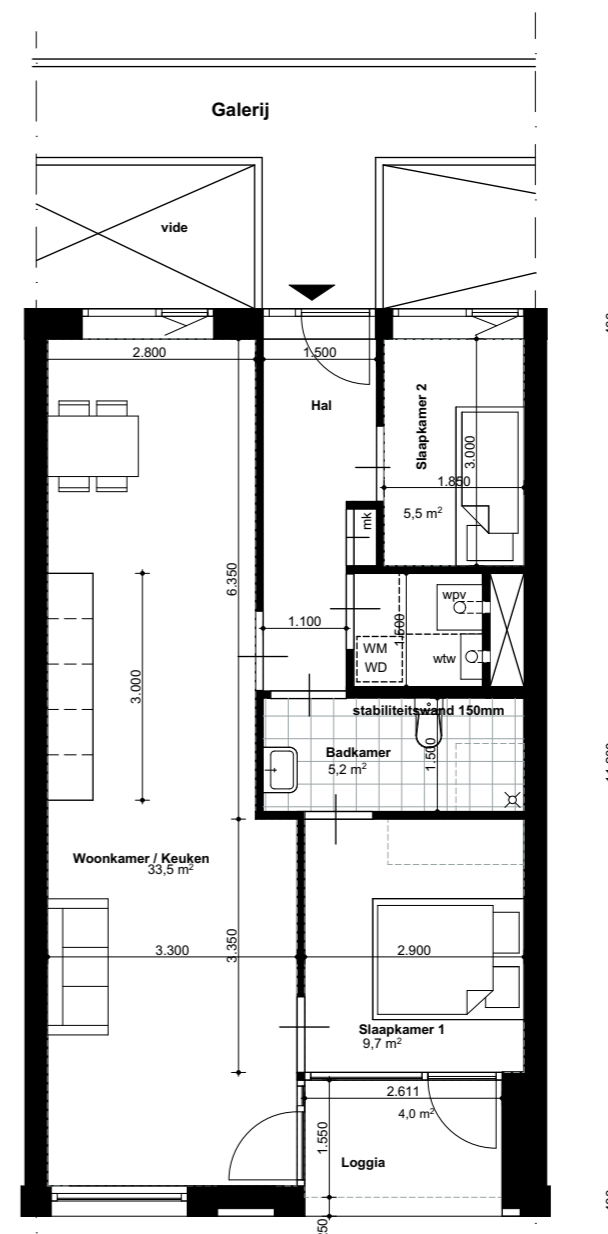 Galerij
vide
2.800
1.500
Hal
Slaapkamer 2
3.000
1.850
5,5 m²
mk
6.350
1.100
1.500
wpv
WM
WD
wtw
3.000
stabiliteitswand 150mm
Badkamer
5,2 m²
1.500
Woonkamer / Keuken
33,5 m²
3.300
3.350
2.900
Slaapkamer 1
9,7 m²
2.611
4,0 m²
1.550
Loggia